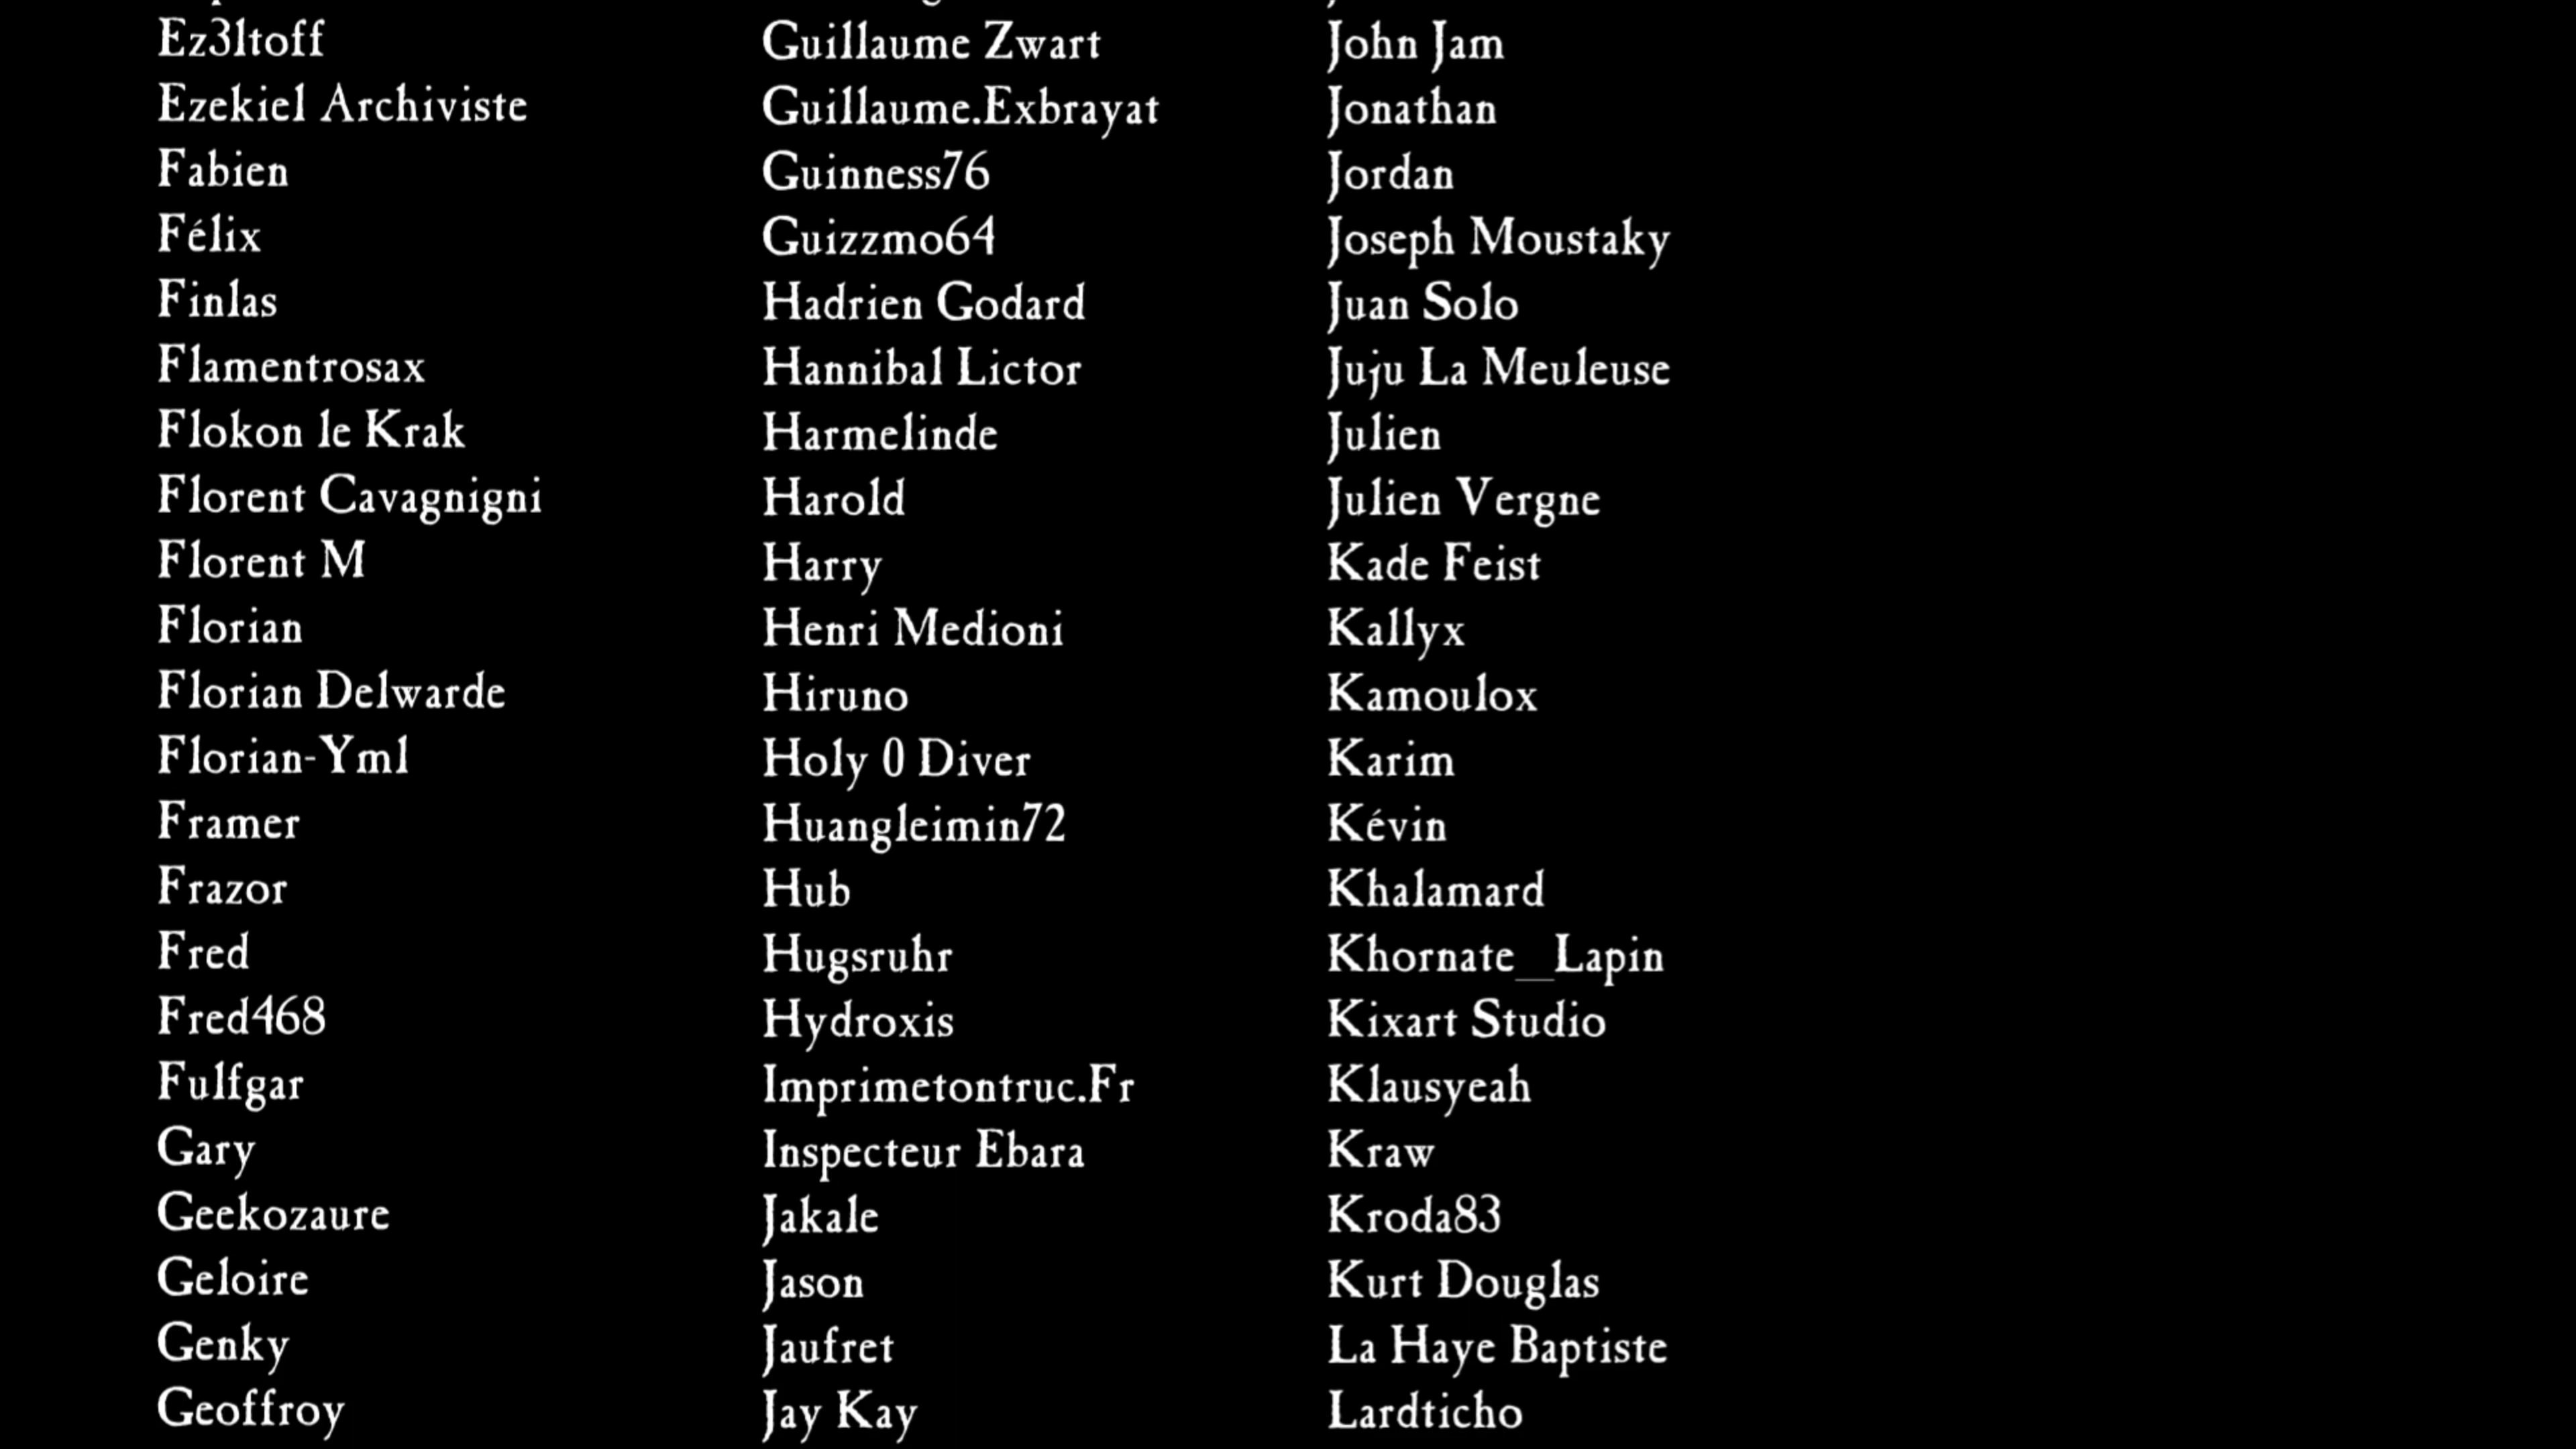 Ez3ltoff
Ezekiel Archiviste
Fabien
Félix
Finlas
Flamentrosax
Flokon le Krak
Florent Cavagnigni
Florent M
Florian
Florian Delwarde
Florian-Yml
Framer
Frazor
Fred
Fred468
Fulfgar
Gary
Geekozaure
Geloire
Genky
Geoffroy
Guillaume Zwart
Guillaume.Exbrayat
Guinness76
Guizzmo64
Hadrien Godard
Hannibal Lictor
Harmelinde
Harold
Harry
Henri Medioni
Hiruno
Holy 0 Diver
Huangleimin72
Hub
Hugsruhr
Hydroxis
Imprimetontruc.Fr
Inspecteur Ebara
Jakale
Jason
Jaufret
Jay Kay
John Jam
Jonathan
Jordan
Joseph Moustaky
Juan Solo
Juju La Meuleuse
Julien
Julien Vergne
Kade Feist
Kallyx
Kamoulox
Karim
Kévin
Khalamard
Khornate_Lapin
Kixart Studio
Klausyeah
Kraw
Kroda83
Kurt Douglas
La Haye Baptiste
Lardticho